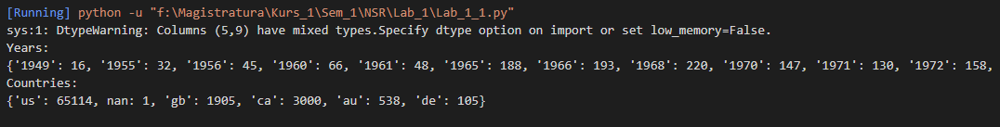 [Running] python -u "f:\Magistratura\Kurs_1\Sem_1\NSR\Lab_1\Lab_1_1.py"
sys:1: DtypeWarning: Columns (5,9) have mixed types.Specify dtype option on import or set low_memory=False.
Years:
{'1949': 16, '1955': 32, '1956': 45, '1960': 66, '1961': 48, '1965': 188, '1966': 193, '1968': 220, '1970': 147, '1971': 130, '1972': 158,
Countries:
{'us': 65114, nan: 1, 'gb': 1905, 'ca': 3000, 'au': 538, 'de': 105}